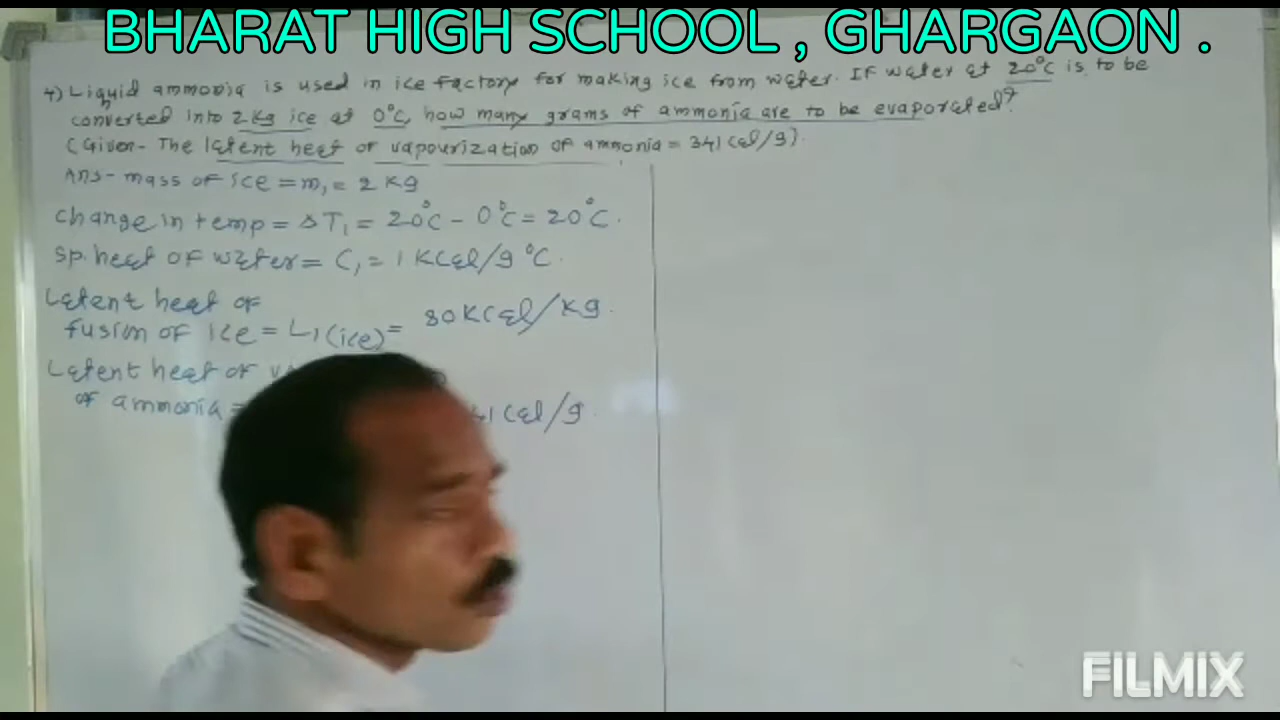 BHARAT HIGH SCHOOL , GHARGAON .
4) Liquid ammonia is used in ice factory for making ice from water. If water at 20°C is to be
converted into 2 kg ice at 0°C, how many grams of ammonia are to be evaporated?
(Given- The latent heat of vapourization of ammonia = 341 cal/g).
Ans- mass of ice = m₁ = 2 kg
change in temp = ΔT₁ = 20°C - 0°C = 20°C.
sp. heat of water = C₁ = 1 Kcal/g °C.
Latent heat of
fusion of ice = L₁(ice) = 80 Kcal/kg.
Latent heat of
of ammonia = 41 cal/g.
FILMIX